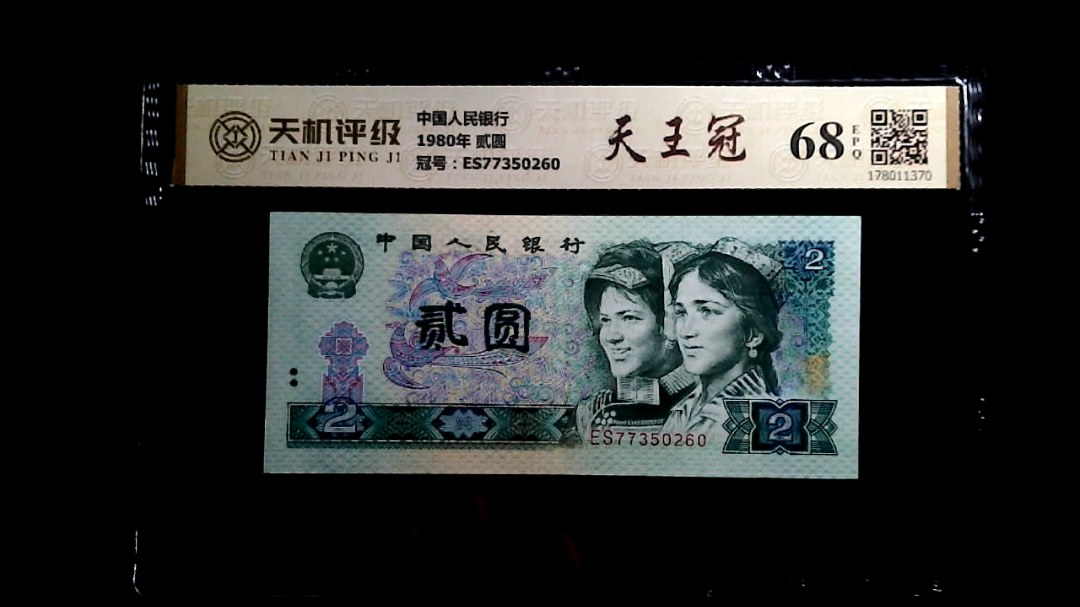 天机评级
TIAN JI PING JI
中国人民银行
1980年 贰圆
冠号：ES77350260
天王冠
68
EPQ
178011370
中国人民银行
2
贰圆
2
ES77350260
2